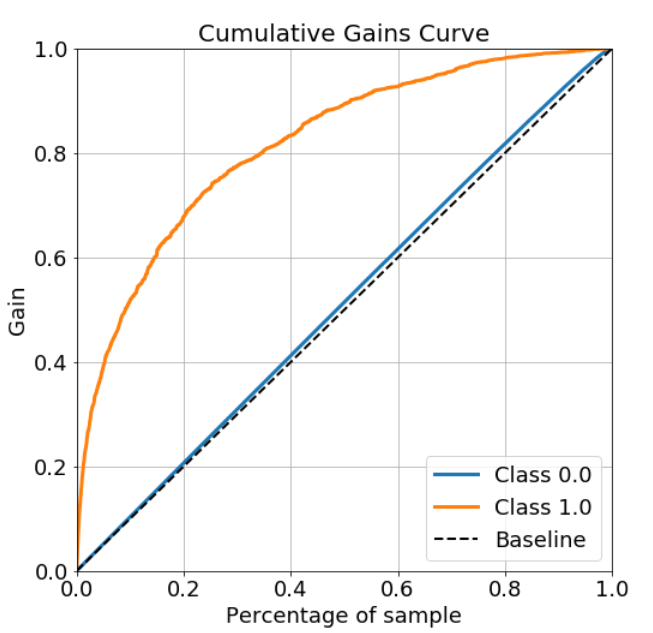 Cumulative Gains Curve
1.0
0.8
0.6
0.4
0.2
0.0
Gain
Class 0.0
Class 1.0
Baseline
0.0 0.2 0.4 0.6 0.8 1.0
Percentage of sample